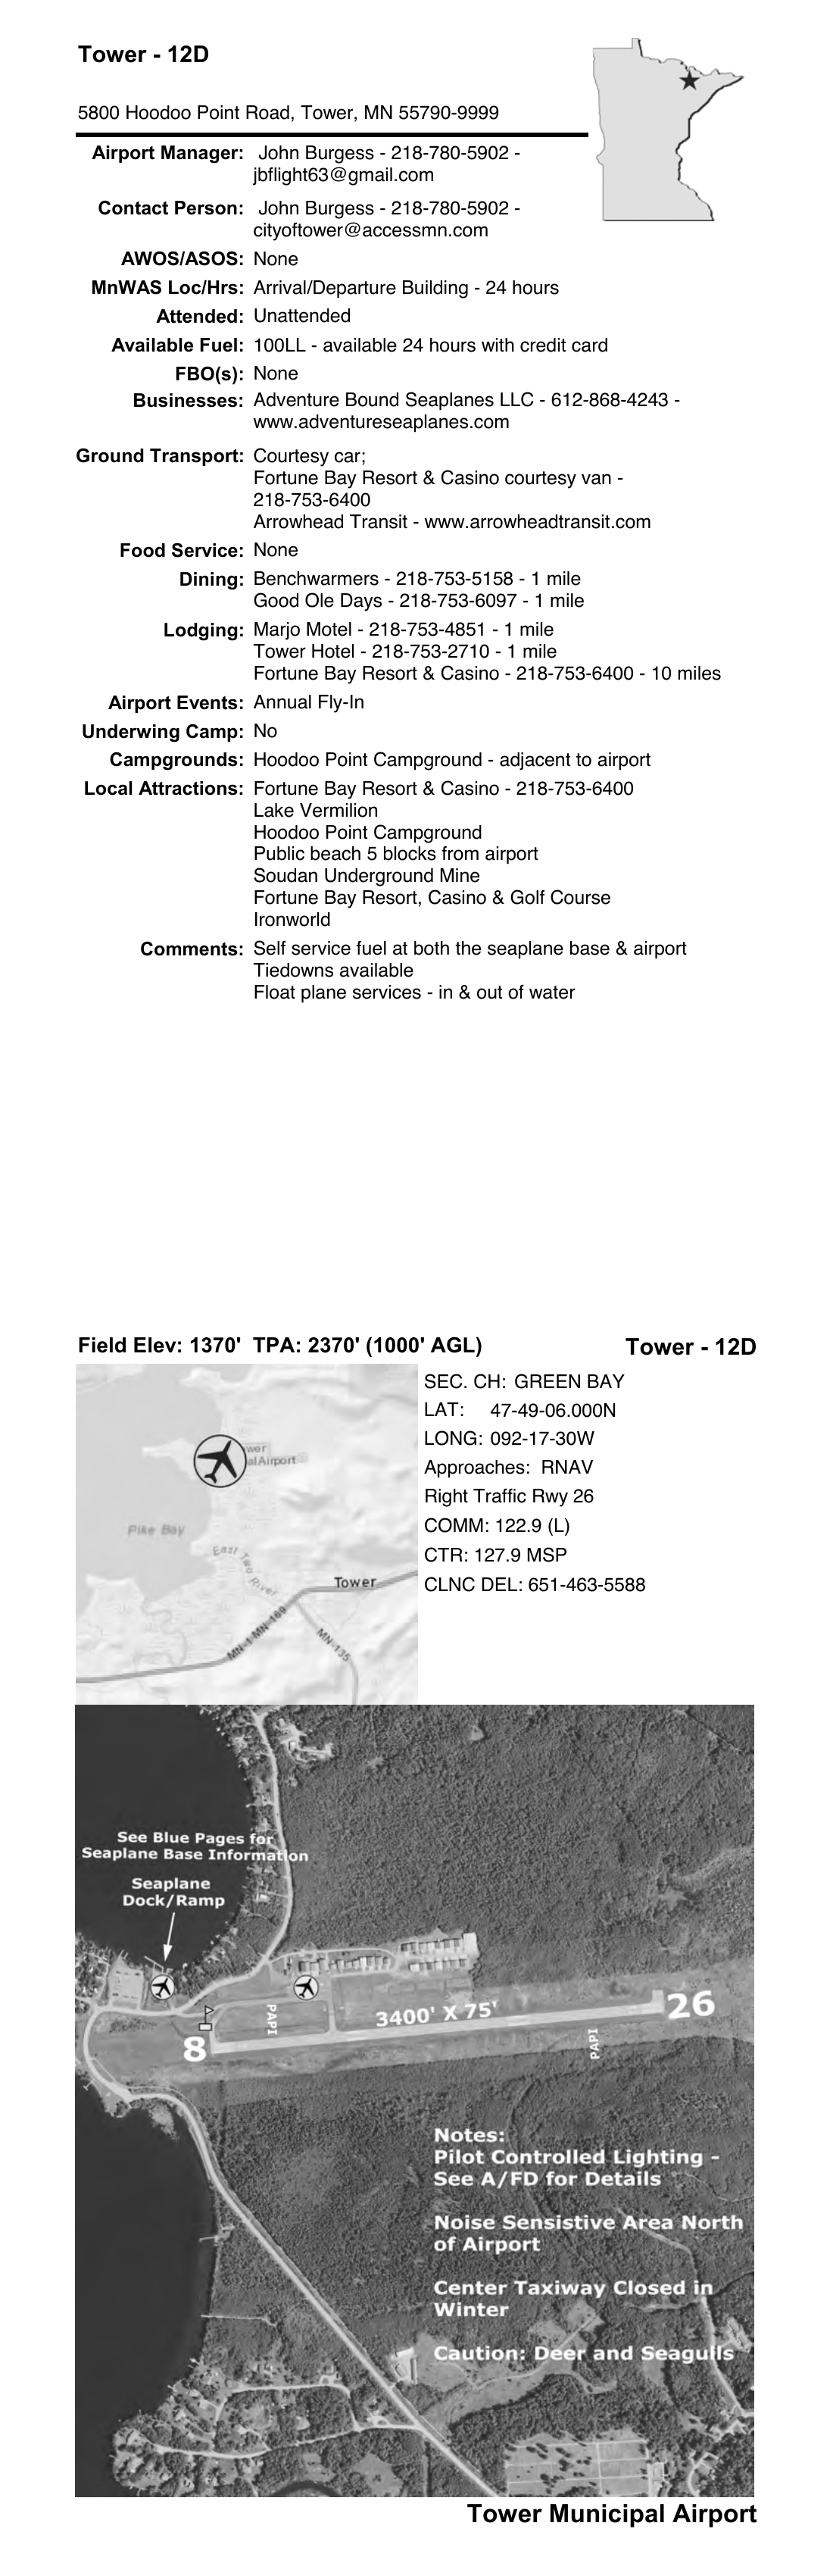 Tower - 12D
5800 Hoodoo Point Road, Tower, MN 55790-9999
Airport Manager: John Burgess - 218-780-5902 -
jbflight63@gmail.com
Contact Person: John Burgess - 218-780-5902 -
cityoftower@accessmn.com
AWOS/ASOS: None
MnWAS Loc/Hrs: Arrival/Departure Building - 24 hours
Attended: Unattended
Available Fuel: 100LL - available 24 hours with credit card
FBO(s): None
Businesses: Adventure Bound Seaplanes LLC - 612-868-4243 -
www.adventureseaplanes.com
Ground Transport: Courtesy car;
Fortune Bay Resort & Casino courtesy van -
218-753-6400
Arrowhead Transit - www.arrowheadtransit.com
Food Service: None
Dining: Benchwarmers - 218-753-5158 - 1 mile
Good Ole Days - 218-753-6097 - 1 mile
Lodging: Marjo Motel - 218-753-4851 - 1 mile
Tower Hotel - 218-753-2710 - 1 mile
Fortune Bay Resort & Casino - 218-753-6400 - 10 miles
Airport Events: Annual Fly-In
Underwing Camp: No
Campgrounds: Hoodoo Point Campground - adjacent to airport
Local Attractions: Fortune Bay Resort & Casino - 218-753-6400
Lake Vermilion
Hoodoo Point Campground
Public beach 5 blocks from airport
Soudan Underground Mine
Fortune Bay Resort, Casino & Golf Course
Ironworld
Comments: Self service fuel at both the seaplane base & airport
Tiedowns available
Float plane services - in & out of water
Field Elev: 1370' TPA: 2370' (1000' AGL)
Tower - 12D
SEC. CH: GREEN BAY
LAT: 47-49-06.000N
LONG: 092-17-30W
Approaches: RNAV
Right Traffic Rwy 26
COMM: 122.9 (L)
CTR: 127.9 MSP
CLNC DEL: 651-463-5588
wer
alAirport
Pike Bay
East Two River
Tower
MN-1 MN-169
MN-135
See Blue Pages for
Seaplane Base Information
Seaplane
Dock/Ramp
PAPI
3400' X 75'
26
8
PAPI
Notes:
Pilot Controlled Lighting -
See A/FD for Details
Noise Sensistive Area North
of Airport
Center Taxiway Closed in
Winter
Caution: Deer and Seagulls
Tower Municipal Airport